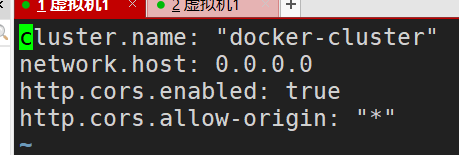 1 虚拟机1 2 虚拟机1 +
cluster.name: "docker-cluster"
network.host: 0.0.0.0
http.cors.enabled: true
http.cors.allow-origin: "*"
~